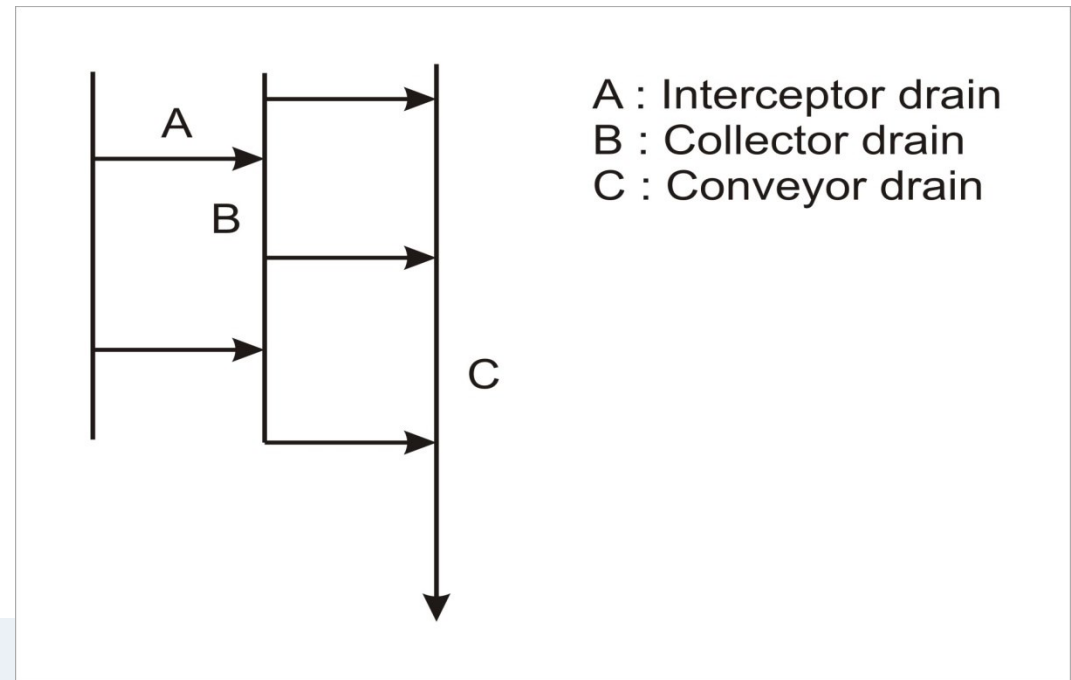 A
B
C
A : Interceptor drain
B : Collector drain
C : Conveyor drain